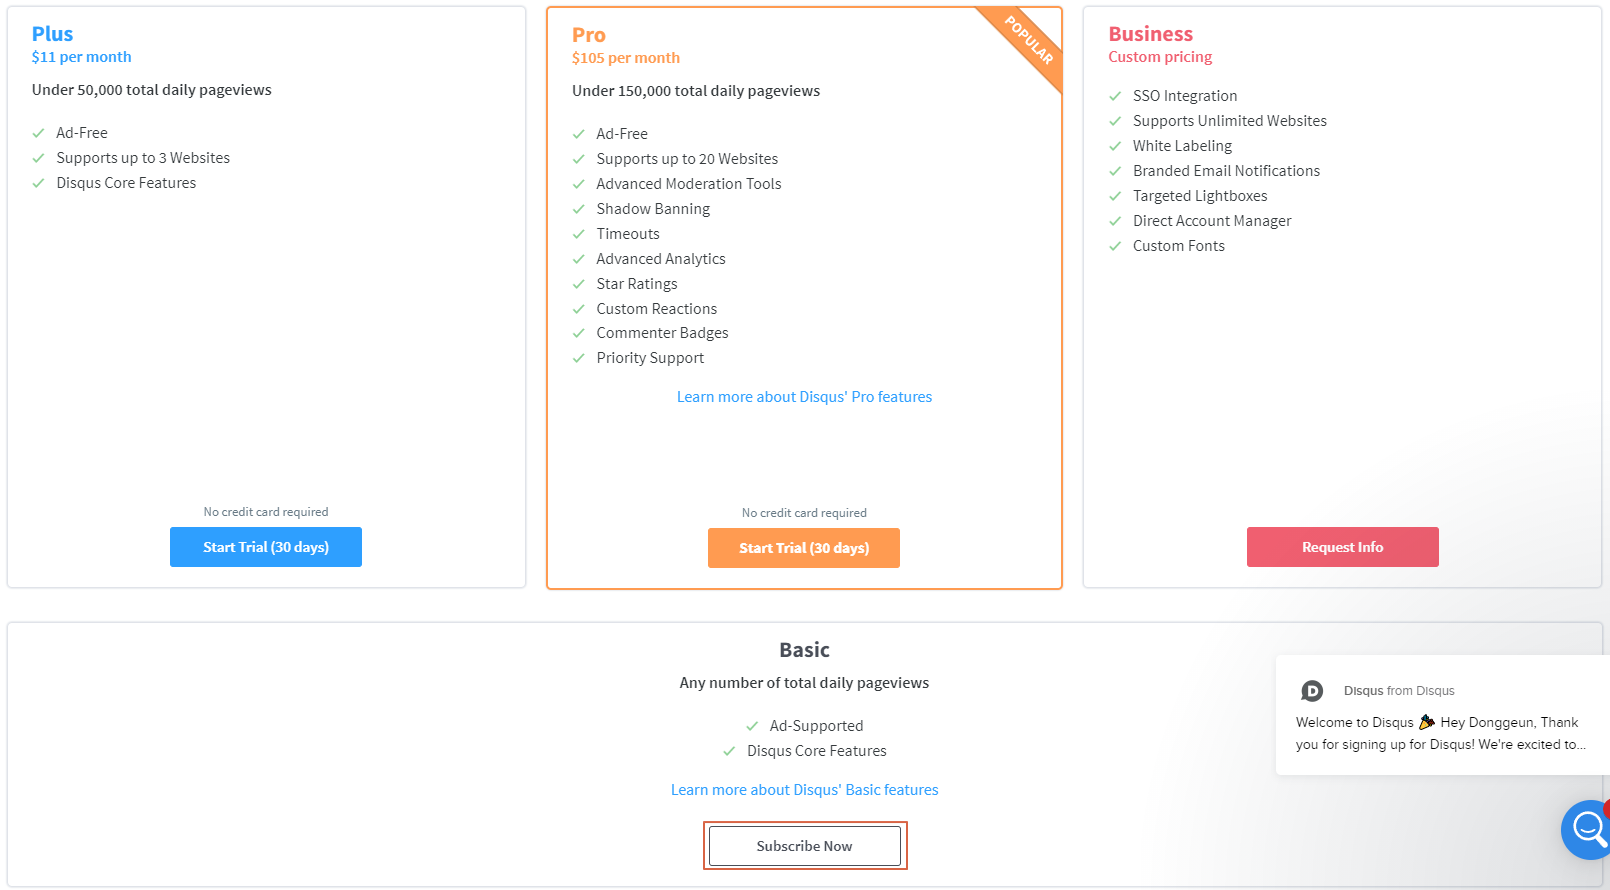 Plus
$11 per month
Under 50,000 total daily pageviews
Ad-Free
Supports up to 3 Websites
Disqus Core Features
No credit card required
Start Trial (30 days)
POPULAR
Pro
$105 per month
Under 150,000 total daily pageviews
Ad-Free
Supports up to 20 Websites
Advanced Moderation Tools
Shadow Banning
Timeouts
Advanced Analytics
Star Ratings
Custom Reactions
Commenter Badges
Priority Support
Learn more about Disqus' Pro features
No credit card required
Start Trial (30 days)
Business
Custom pricing
SSO Integration
Supports Unlimited Websites
White Labeling
Branded Email Notifications
Targeted Lightboxes
Direct Account Manager
Custom Fonts
Request Info
Basic
Any number of total daily pageviews
Ad-Supported
Disqus Core Features
Learn more about Disqus' Basic features
Subscribe Now
D
Disqus from Disqus
Welcome to Disqus 🎉 Hey Donggeun, Thank
you for signing up for Disqus! We're excited to...